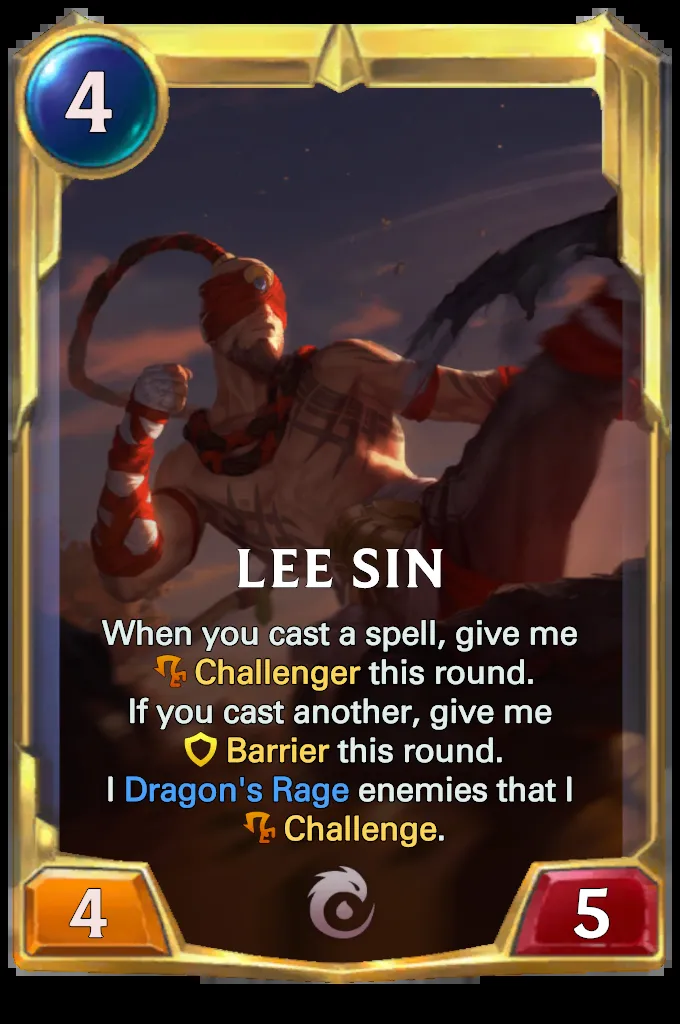 4
LEE SIN
When you cast a spell, give me
Challenger this round.
If you cast another, give me
Barrier this round.
I Dragon's Rage enemies that I
Challenge.
4
5